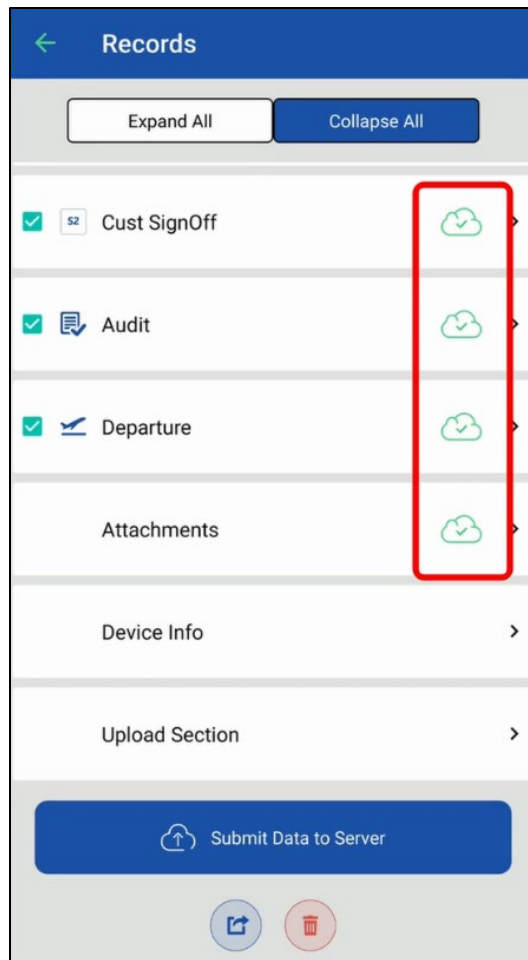 Records
Expand All Collapse All
S2 Cust SignOff
Audit
Departure
Attachments
Device Info
Upload Section
Submit Data to Server